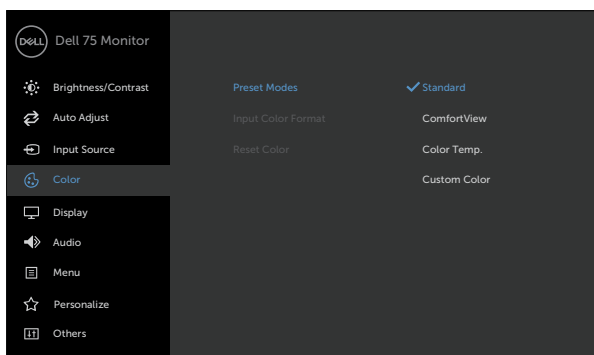 DELL Dell 75 Monitor
Brightness/Contrast Preset Modes Standard
Auto Adjust Input Color Format ComfortView
Input Source Reset Color Color Temp.
Color Custom Color
Display
Audio
Menu
Personalize
Others